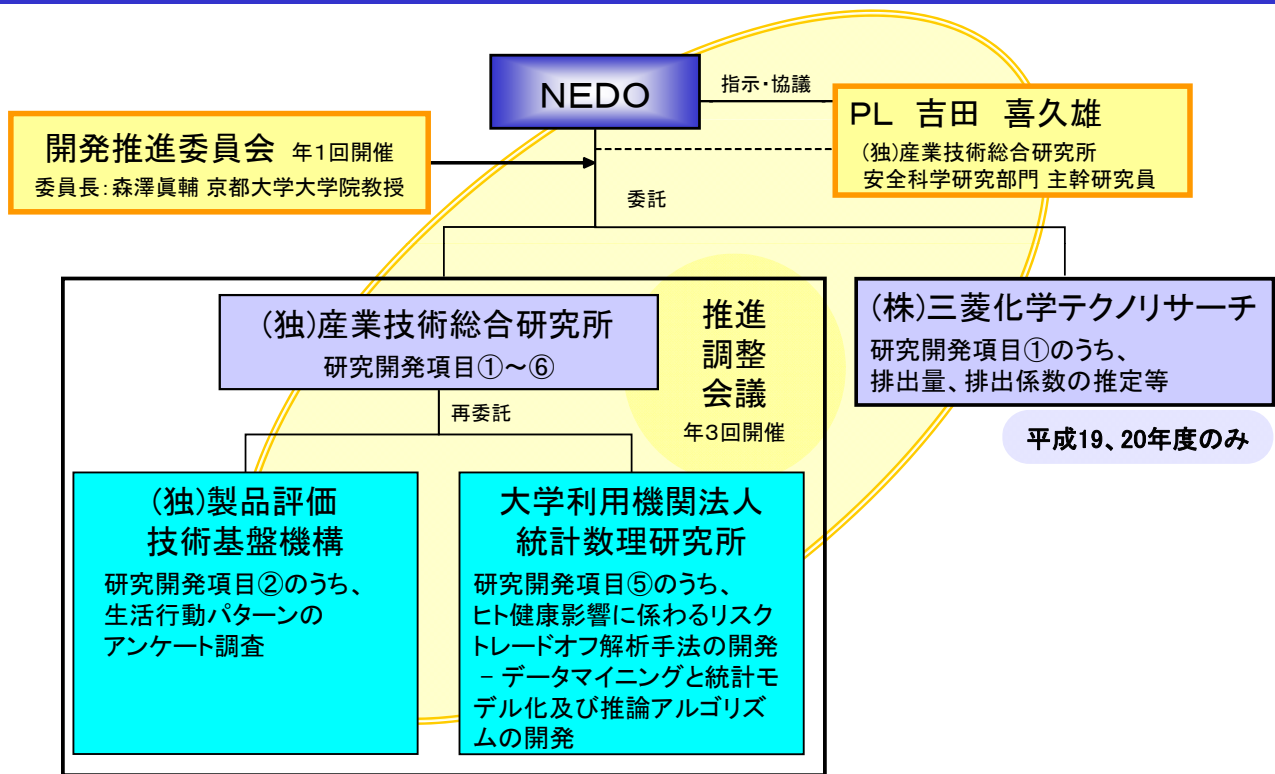 NEDO
指示・協議
PL 吉田 喜久雄
(独)産業技術総合研究所
安全科学研究部門 主幹研究員
開発推進委員会 年1回開催
委員長:森澤眞輔 京都大学大学院教授
委託
(独)産業技術総合研究所
研究開発項目①～⑥
推進
調整
会議
年3回開催
(株)三菱化学テクノリサーチ
研究開発項目①のうち、
排出量、排出係数の推定等
平成19、20年度のみ
再委託
(独)製品評価
技術基盤機構
研究開発項目②のうち、
生活行動パターンの
アンケート調査
大学利用機関法人
統計数理研究所
研究開発項目⑤のうち、
ヒト健康影響に係わるリスク
トレードオフ解析手法の開発
－データマイニングと統計モ
デル化及び推論アルゴリズ
ムの開発